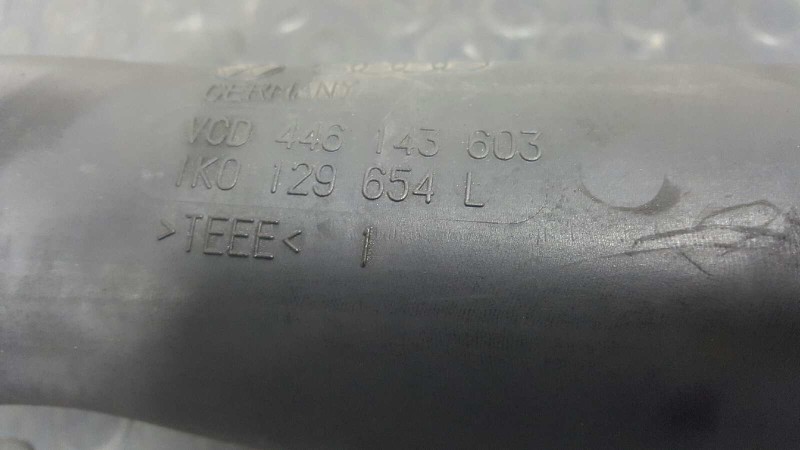 GERMANY
VCD 446 143 603
1K0 129 654 L
>TEEE< 1